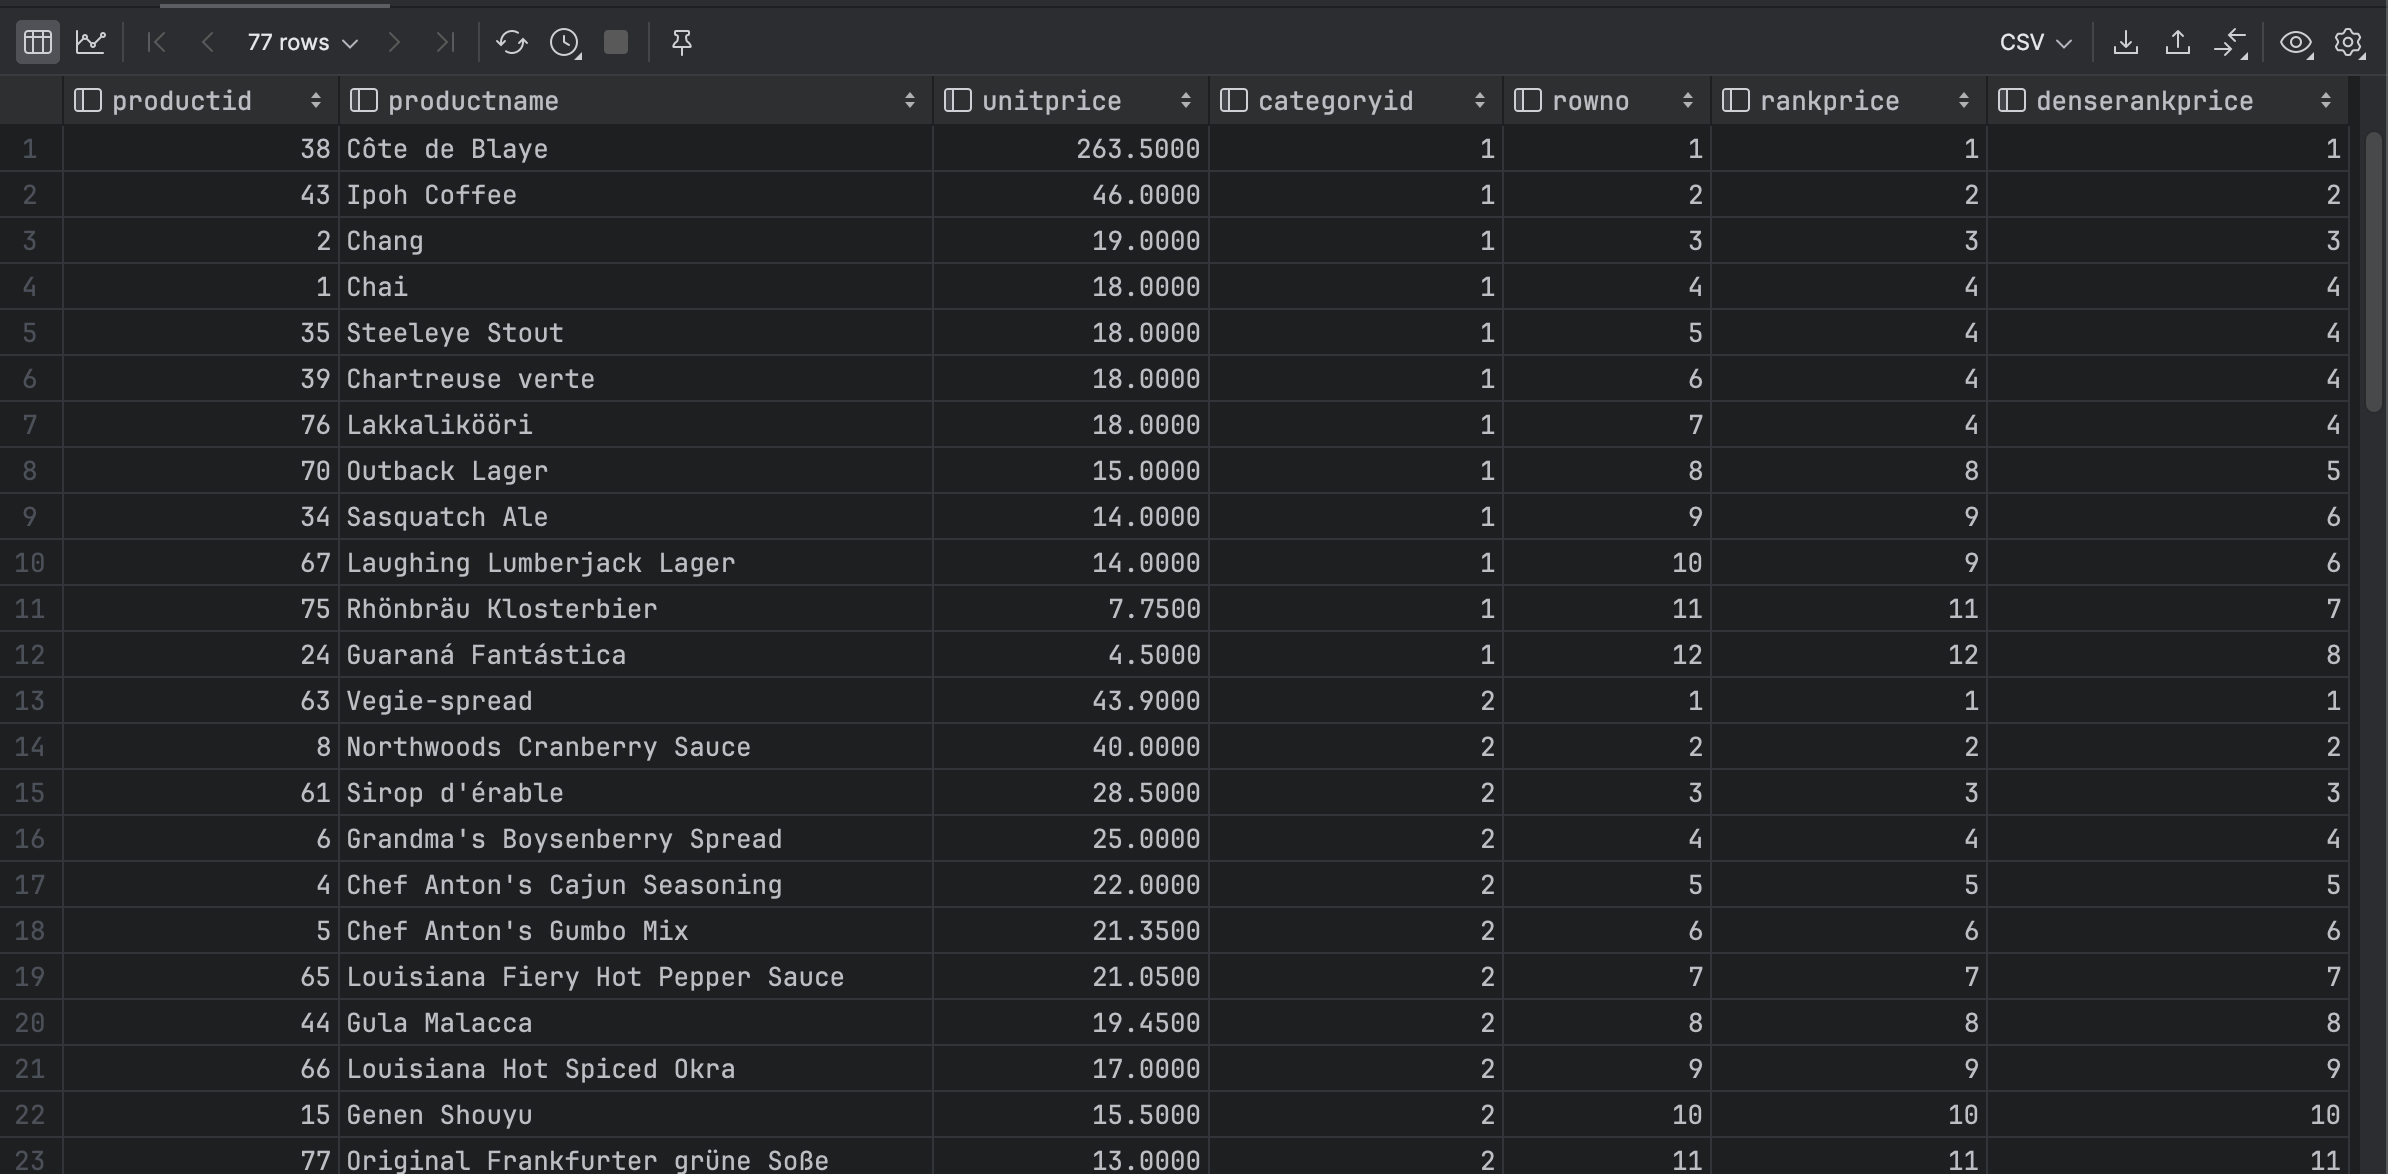 77 rows CSV
productid productname unitprice categoryid rowno rankprice denserankprice
1 38 Côte de Blaye 263.5000 1 1 1 1
2 43 Ipoh Coffee 46.0000 1 2 2 2
3 2 Chang 19.0000 1 3 3 3
4 1 Chai 18.0000 1 4 4 4
5 35 Steeleye Stout 18.0000 1 5 4 4
6 39 Chartreuse verte 18.0000 1 6 4 4
7 76 Lakkalikööri 18.0000 1 7 4 4
8 70 Outback Lager 15.0000 1 8 8 5
9 34 Sasquatch Ale 14.0000 1 9 9 6
10 67 Laughing Lumberjack Lager 14.0000 1 10 9 6
11 75 Rhönbräu Klosterbier 7.7500 1 11 11 7
12 24 Guaraná Fantástica 4.5000 1 12 12 8
13 63 Vegie-spread 43.9000 2 1 1 1
14 8 Northwoods Cranberry Sauce 40.0000 2 2 2 2
15 61 Sirop d'érable 28.5000 2 3 3 3
16 6 Grandma's Boysenberry Spread 25.0000 2 4 4 4
17 4 Chef Anton's Cajun Seasoning 22.0000 2 5 5 5
18 5 Chef Anton's Gumbo Mix 21.3500 2 6 6 6
19 65 Louisiana Fiery Hot Pepper Sauce 21.0500 2 7 7 7
20 44 Gula Malacca 19.4500 2 8 8 8
21 66 Louisiana Hot Spiced Okra 17.0000 2 9 9 9
22 15 Genen Shouyu 15.5000 2 10 10 10
23 77 Original Frankfurter grüne Soße 13.0000 2 11 11 11